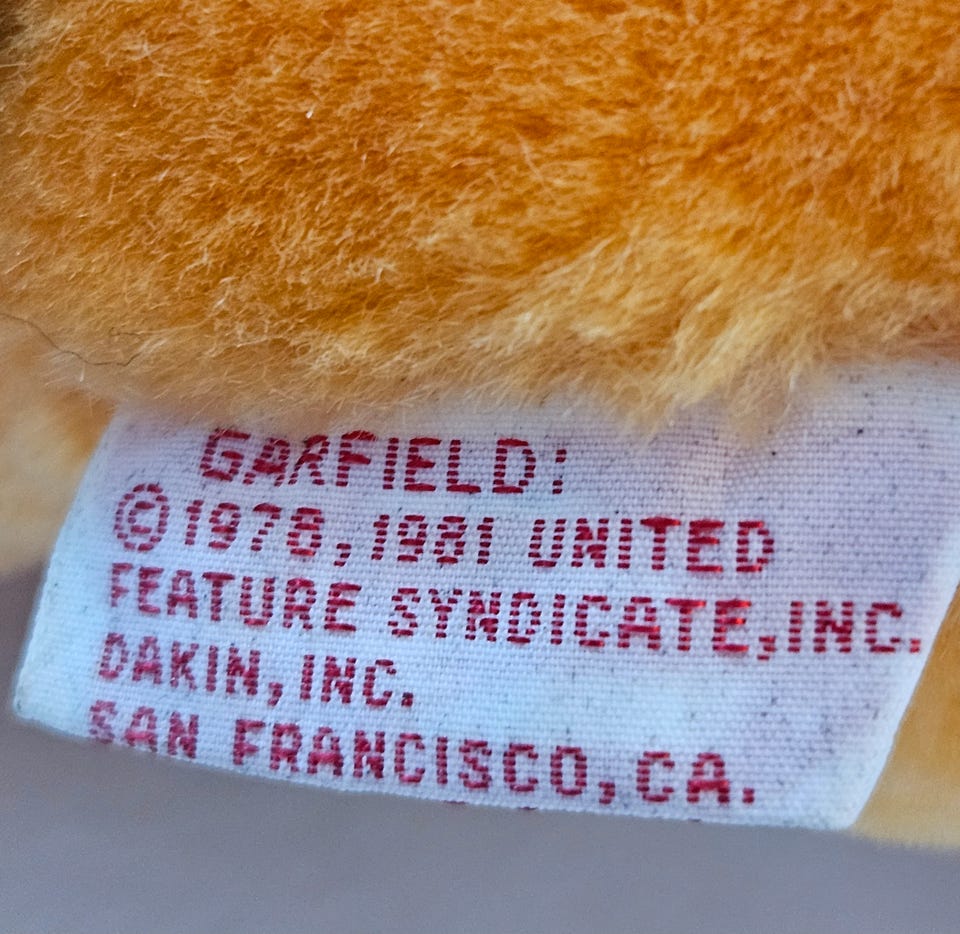 GARFIELD:
©1978,1981 UNITED
FEATURE SYNDICATE,INC.
DAKIN, INC.
SAN FRANCISCO, CA.